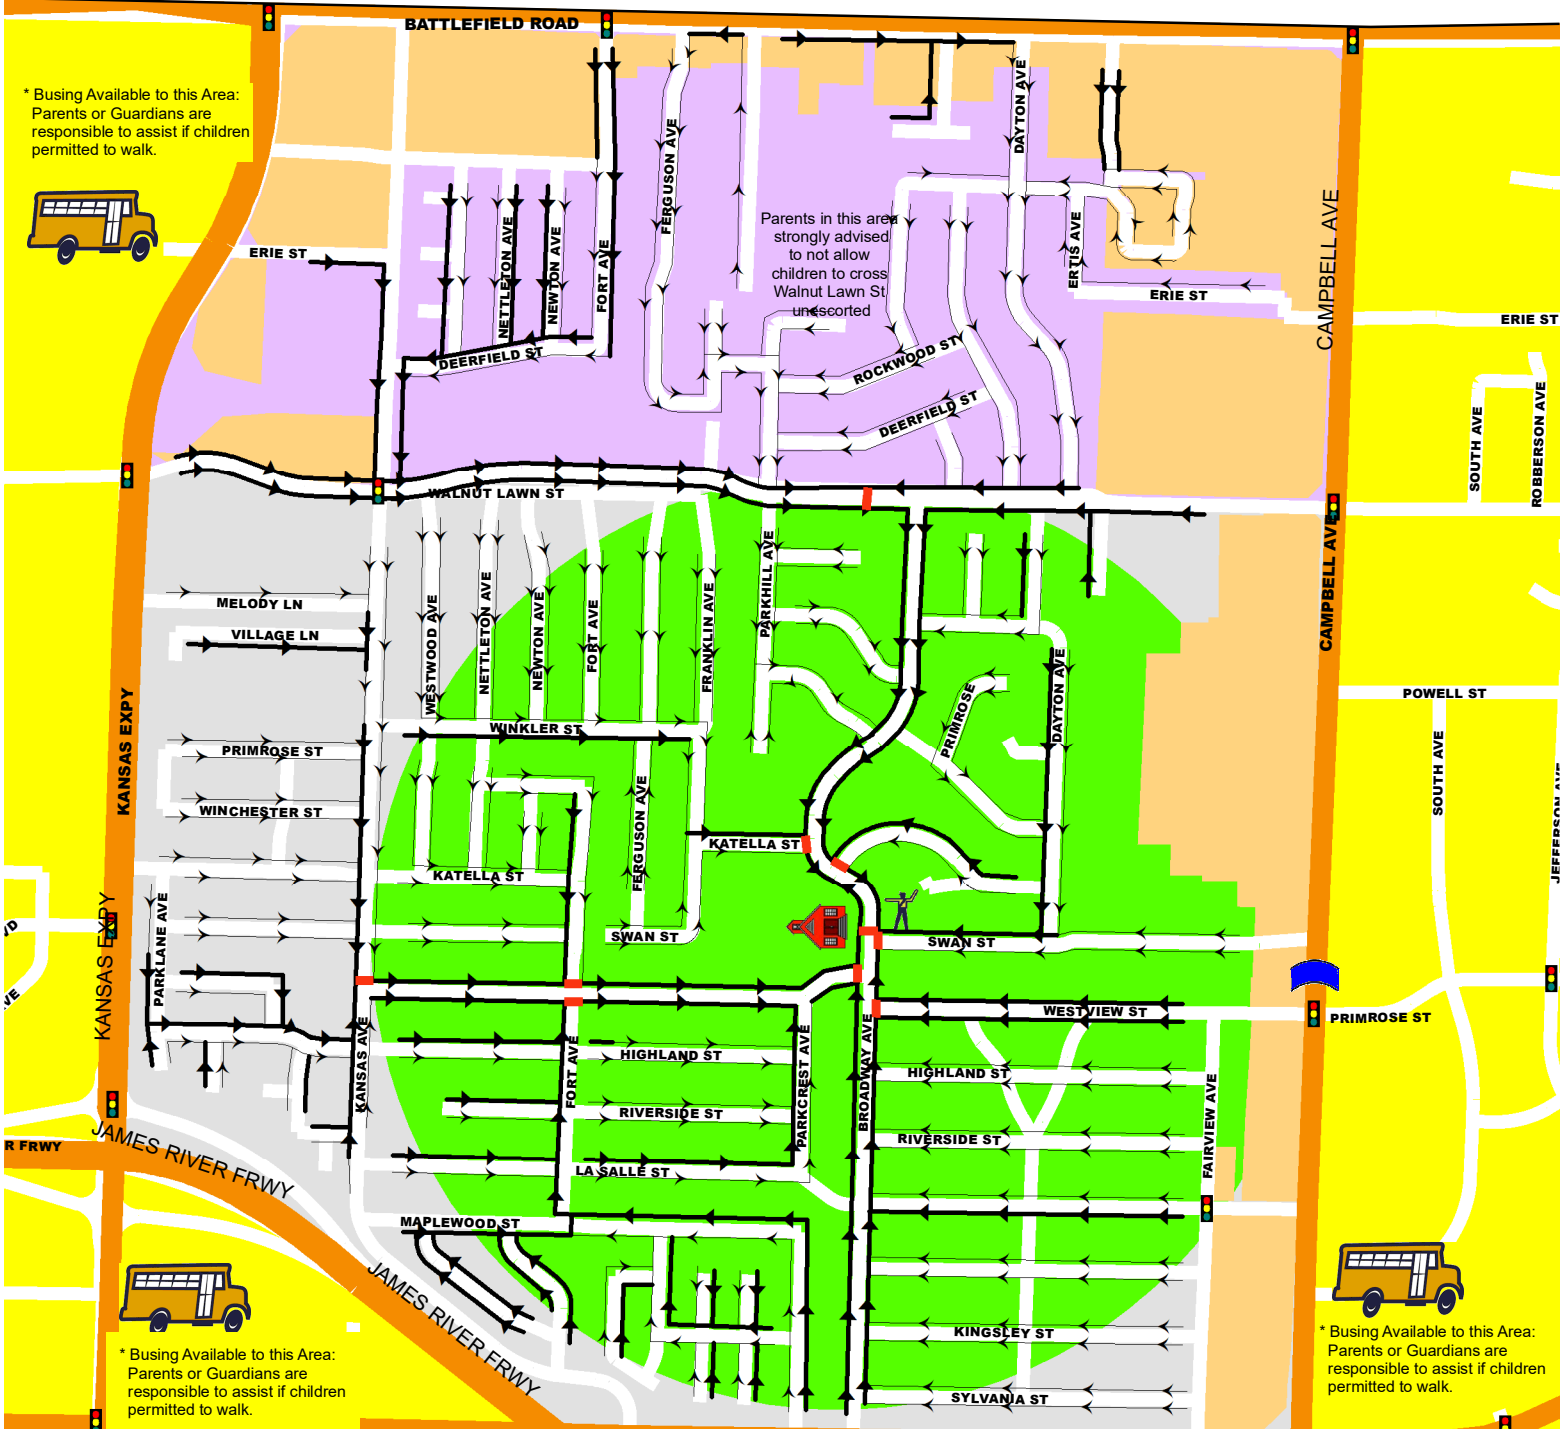 BATTLEFIELD ROAD
* Busing Available to this Area:
Parents or Guardians are
responsible to assist if children
permitted to walk.
ERIE ST
NETTLETON AVE
NEWTON AVE
FORT AVE
FERGUSON AVE
DAYTON AVE
Parents in this area
strongly advised
to not allow
children to cross
Walnut Lawn St
unescorted
ERTIS AVE
ERIE ST
CAMPBELL AVE
ERIE ST
DEERFIELD ST
ROCKWOOD ST
DEERFIELD ST
SOUTH AVE
ROBBERSON AVE
WALNUT LAWN ST
MELODY LN
VILLAGE LN
WESTWOOD AVE
NETTLETON AVE
NEWTON AVE
FORT AVE
FRANKLIN AVE
PARKHILL AVE
CAMPBELL AVE
PRIMROSE
DAYTON AVE
POWELL ST
KANSAS EXPY
WINKLER ST
PRIMROSE ST
WINCHESTER ST
FERGUSON AVE
KATELLA ST
KATELLA ST
SOUTH AVE
JEFFERSON AVE
KANSAS EXPY
PARKLANE AVE
SWAN ST
SWAN ST
VD
VE
WESTVIEW ST
PRIMROSE ST
KANSAS AVE
FORT AVE
HIGHLAND ST
PARKCREST AVE
BROADWAY AVE
HIGHLAND ST
FAIRVIEW AVE
RIVERSIDE ST
RIVERSIDE ST
R FRWY
JAMES RIVER FRWY
LA SALLE ST
MAPLEWOOD ST
JAMES RIVER FRWY
KINGSLEY ST
SYLVANIA ST
* Busing Available to this Area:
Parents or Guardians are
responsible to assist if children
permitted to walk.
* Busing Available to this Area:
Parents or Guardians are
responsible to assist if children
permitted to walk.